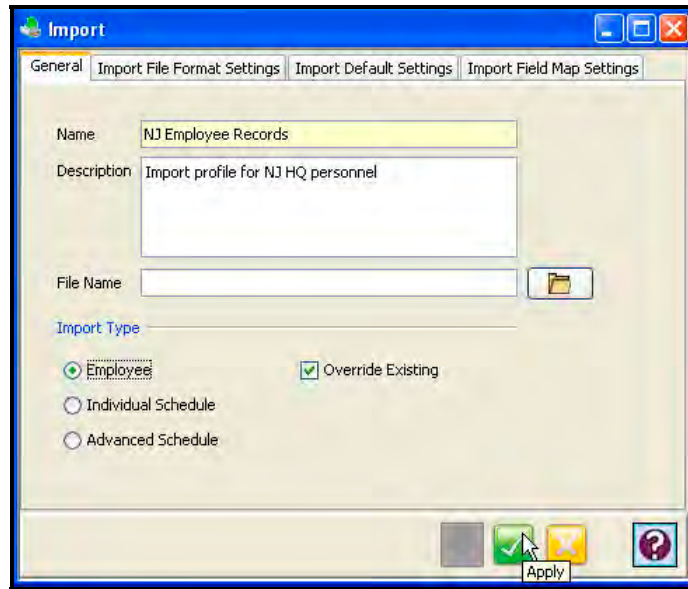 Import
General Import File Format Settings Import Default Settings Import Field Map Settings
Name NJ Employee Records
Description Import profile for NJ HQ personnel
File Name
Import Type
Employee Override Existing
Individual Schedule
Advanced Schedule
?
Apply